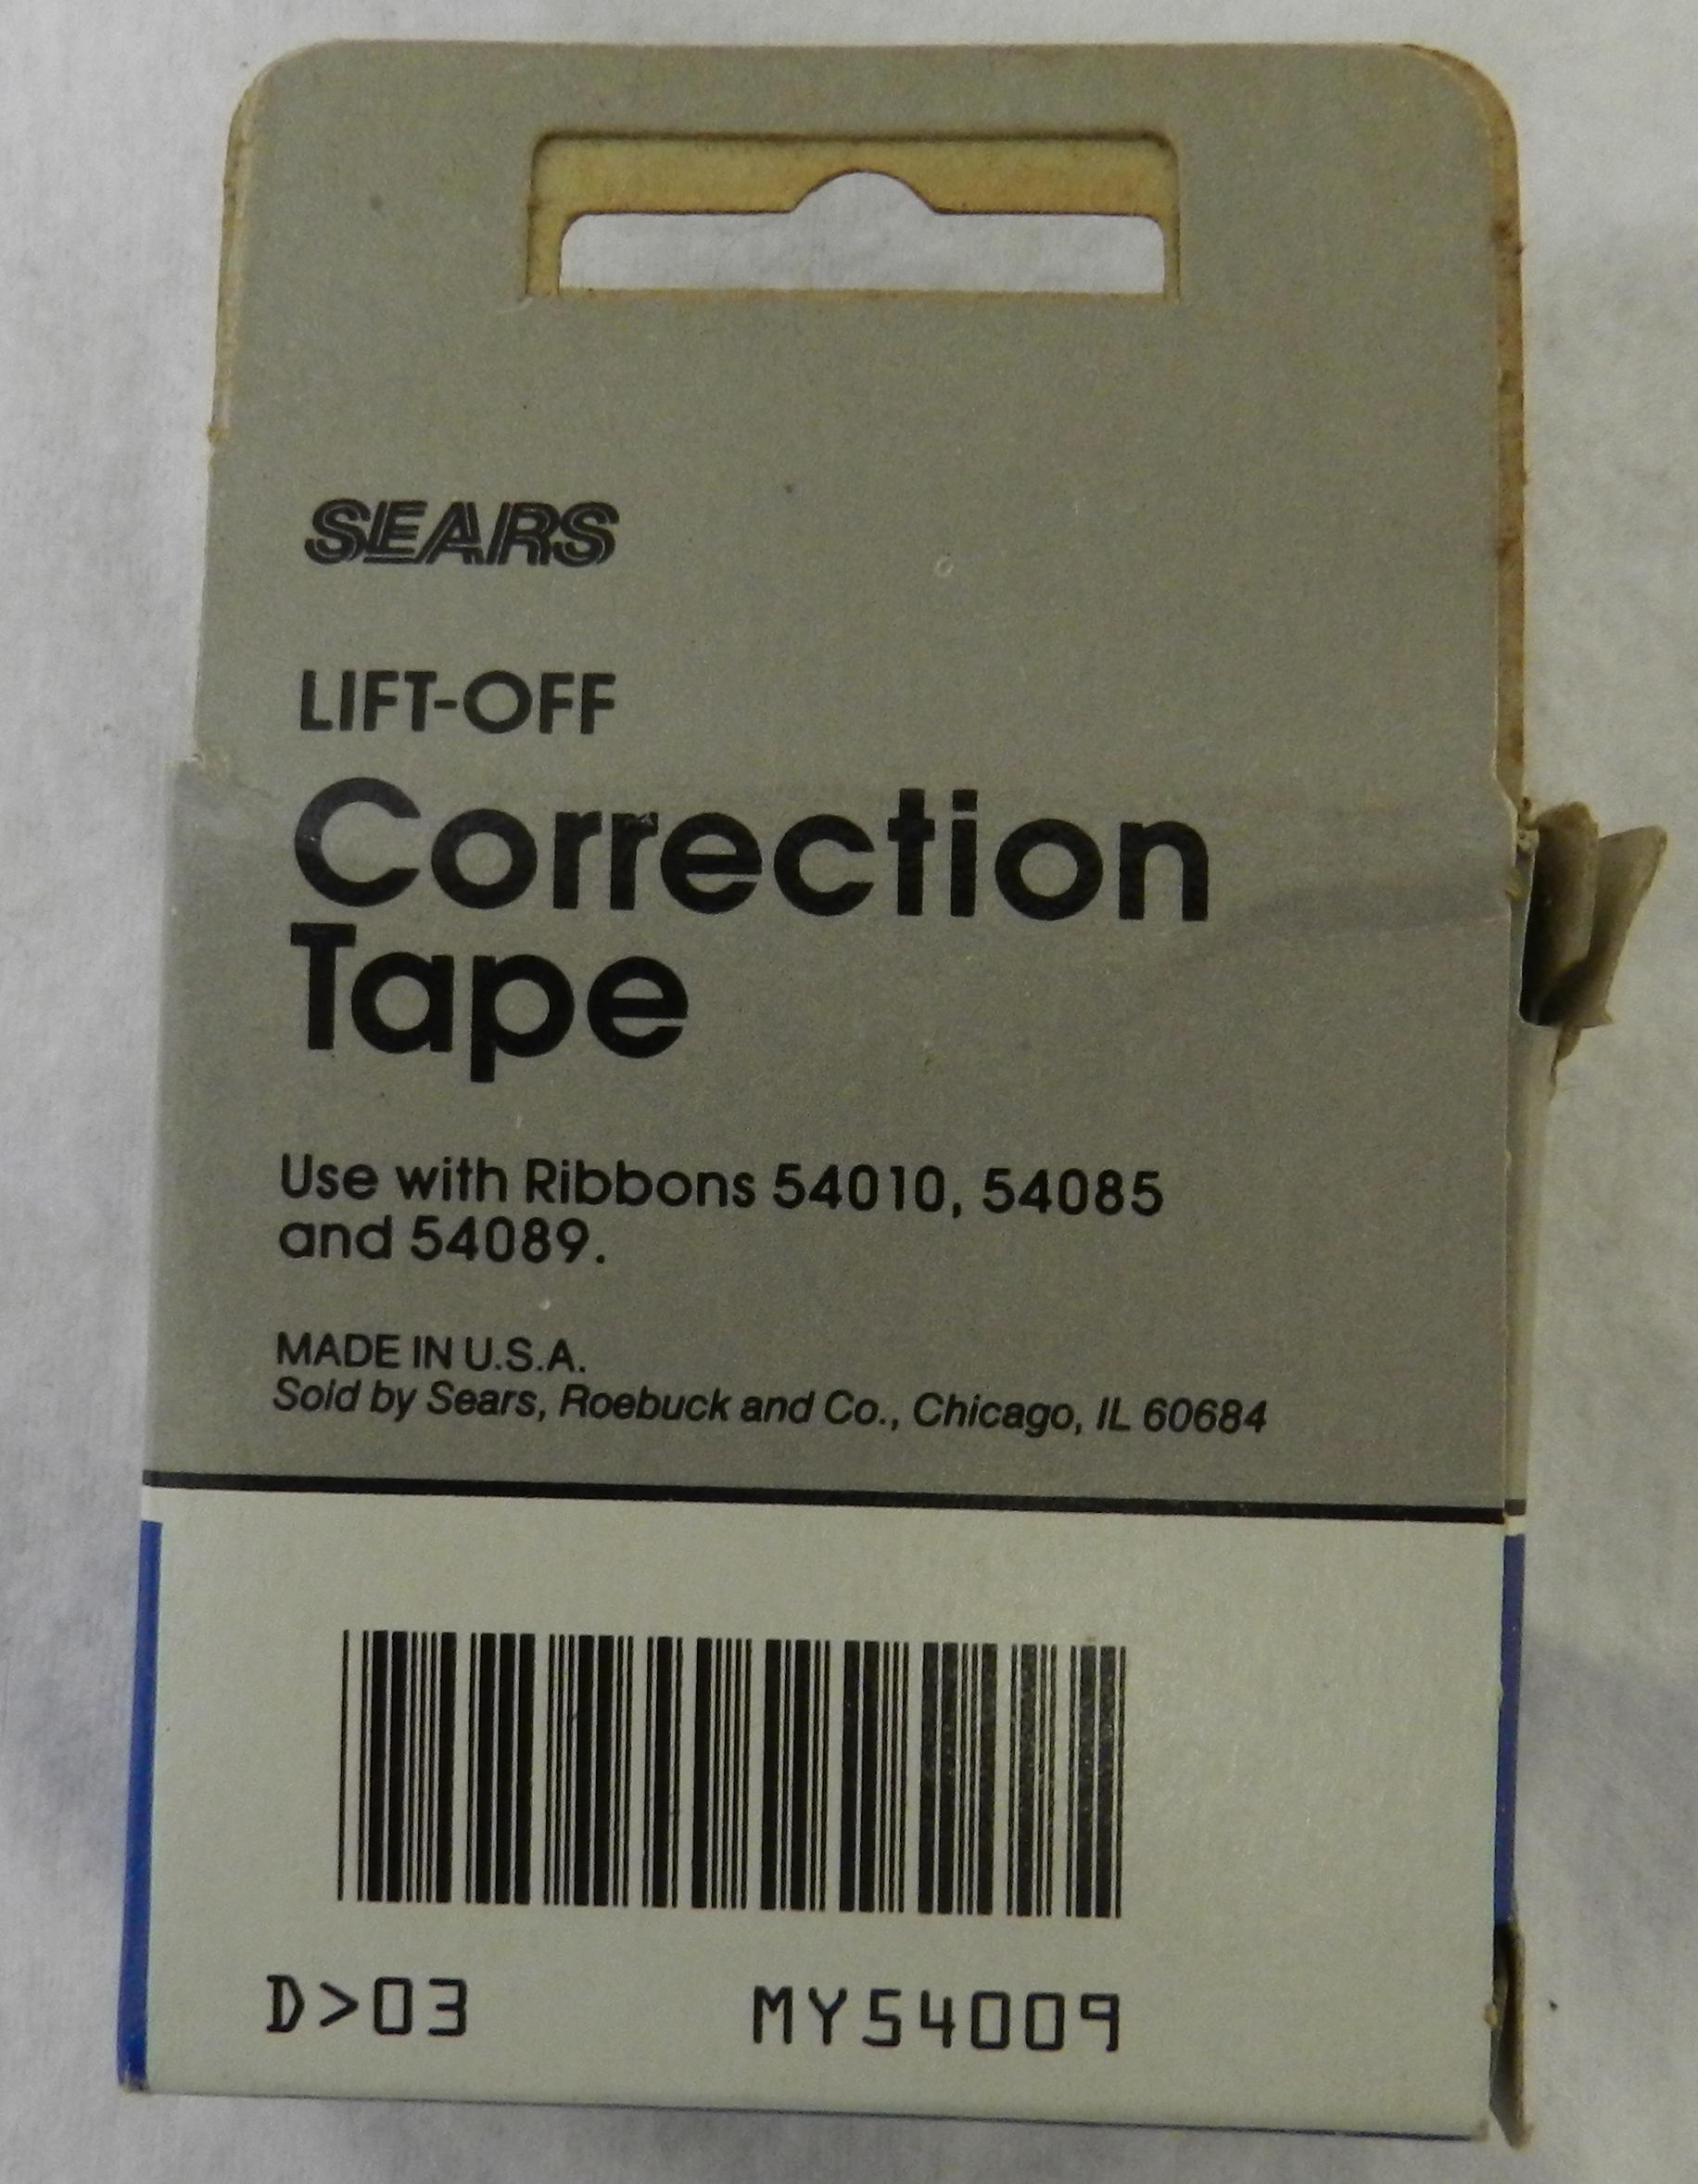 SEARS
LIFT-OFF
Correction
Tape
Use with Ribbons 54010, 54085
and 54089.
MADE IN U.S.A.
Sold by Sears, Roebuck and Co., Chicago, IL 60684
D>03 MY54009